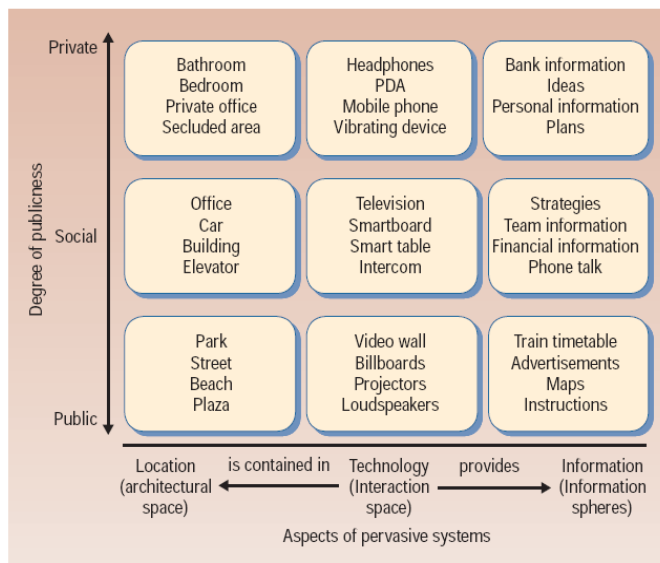 Private
Bathroom
Bedroom
Private office
Secluded area
Headphones
PDA
Mobile phone
Vibrating device
Bank information
Ideas
Personal information
Plans
Degree of publicness
Social
Office
Car
Building
Elevator
Television
Smartboard
Smart table
Intercom
Strategies
Team information
Financial information
Phone talk
Park
Street
Beach
Plaza
Video wall
Billboards
Projectors
Loudspeakers
Train timetable
Advertisements
Maps
Instructions
Public
Location
(architectural
space)
is contained in
Technology
(Interaction
space)
provides
Information
(Information
spheres)
Aspects of pervasive systems